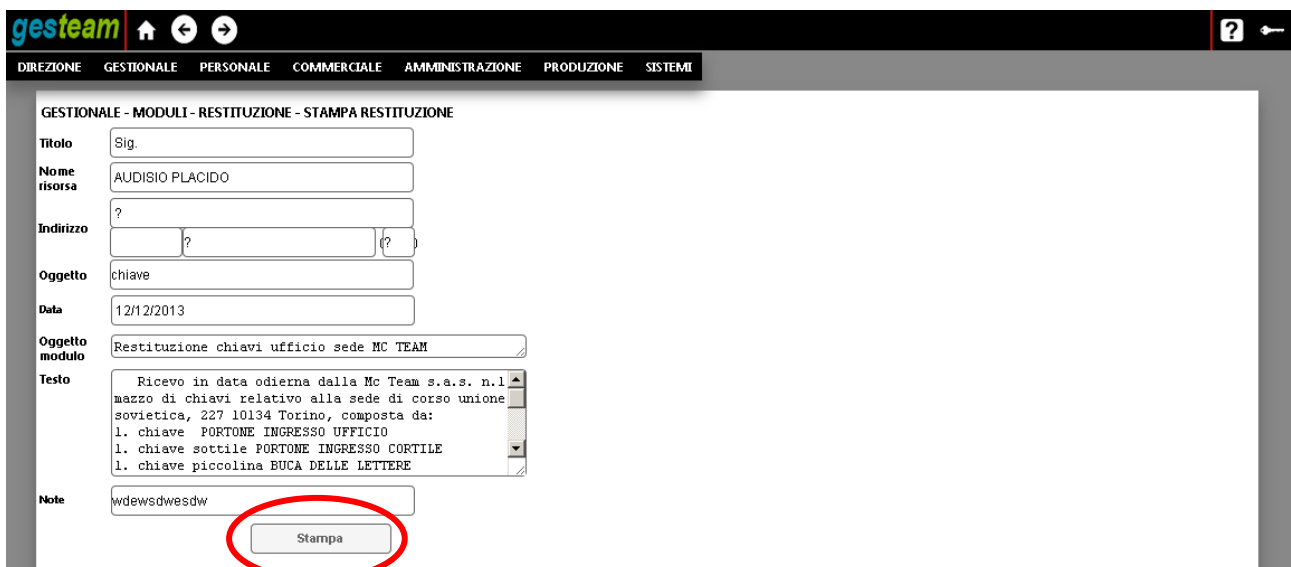 gesteam
?
DIREZIONE GESTIONALE PERSONALE COMMERCIALE AMMINISTRAZIONE PRODUZIONE SISTEMI
GESTIONALE - MODULI - RESTITUZIONE - STAMPA RESTITUZIONE
Titolo Sig.
Nome risorsa AUDISIO PLACIDO
Indirizzo ?
? (? )
Oggetto chiave
Data 12/12/2013
Oggetto modulo Restituzione chiavi ufficio sede MC TEAM
Testo Ricevo in data odierna dalla Mc Team s.a.s. n.1
mazzo di chiavi relativo alla sede di corso unione
sovietica, 227 10134 Torino, composta da:
1. chiave PORTONE INGRESSO UFFICIO
1. chiave sottile PORTONE INGRESSO CORTILE
1. chiave piccolina BUCA DELLE LETTERE
Note wdewsdwesdw
Stampa